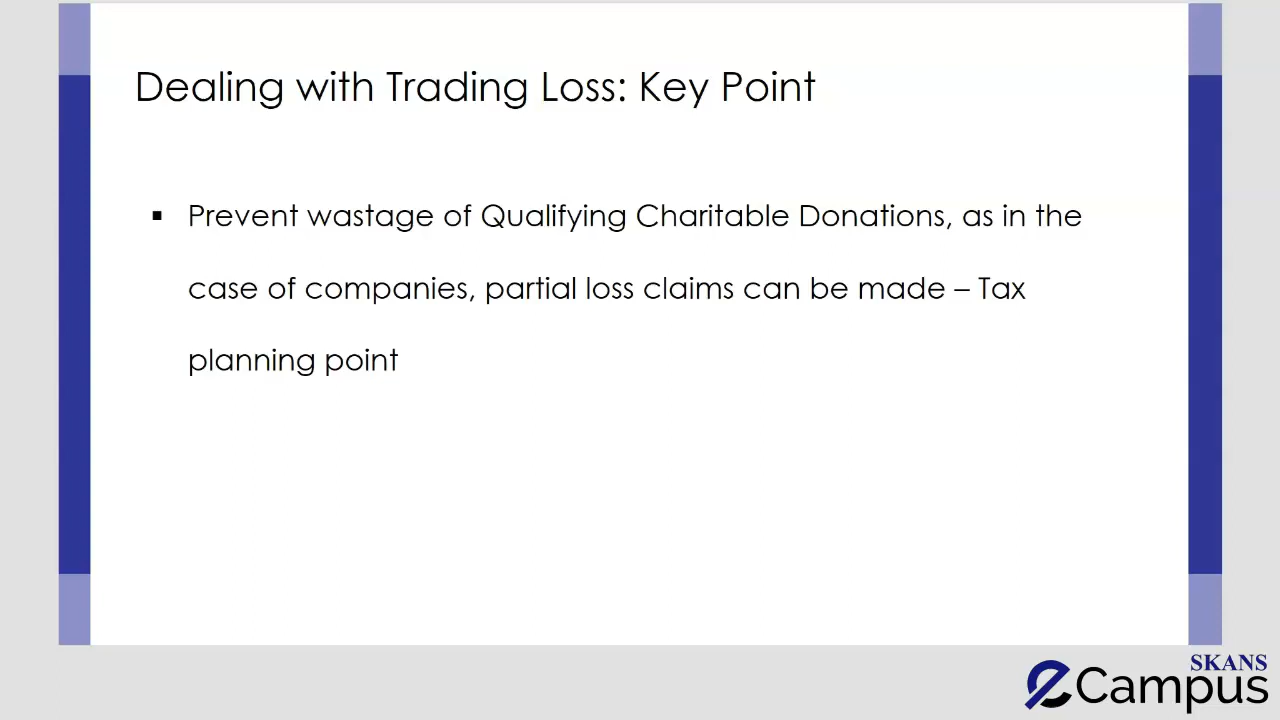 Dealing with Trading Loss: Key Point
▪ Prevent wastage of Qualifying Charitable Donations, as in the
case of companies, partial loss claims can be made – Tax
planning point
SKANS
eCampus